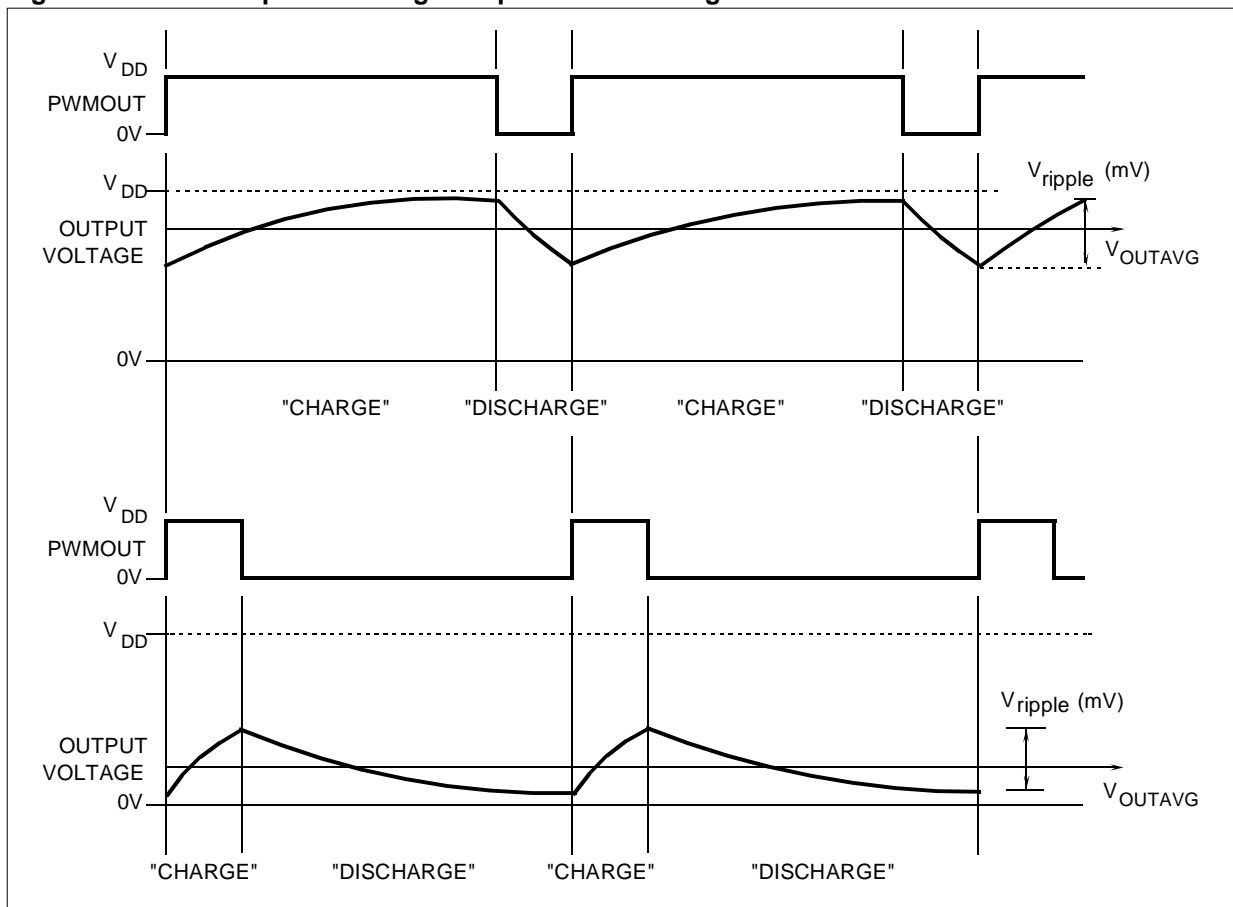 V DD
PWMOUT
0V
V DD
V ripple (mV)
OUTPUT
VOLTAGE
V OUTAVG
0V
"CHARGE" "DISCHARGE" "CHARGE" "DISCHARGE"
V DD
PWMOUT
0V
V DD
V ripple (mV)
OUTPUT
VOLTAGE
0V
V OUTAVG
"CHARGE" "DISCHARGE" "CHARGE" "DISCHARGE"